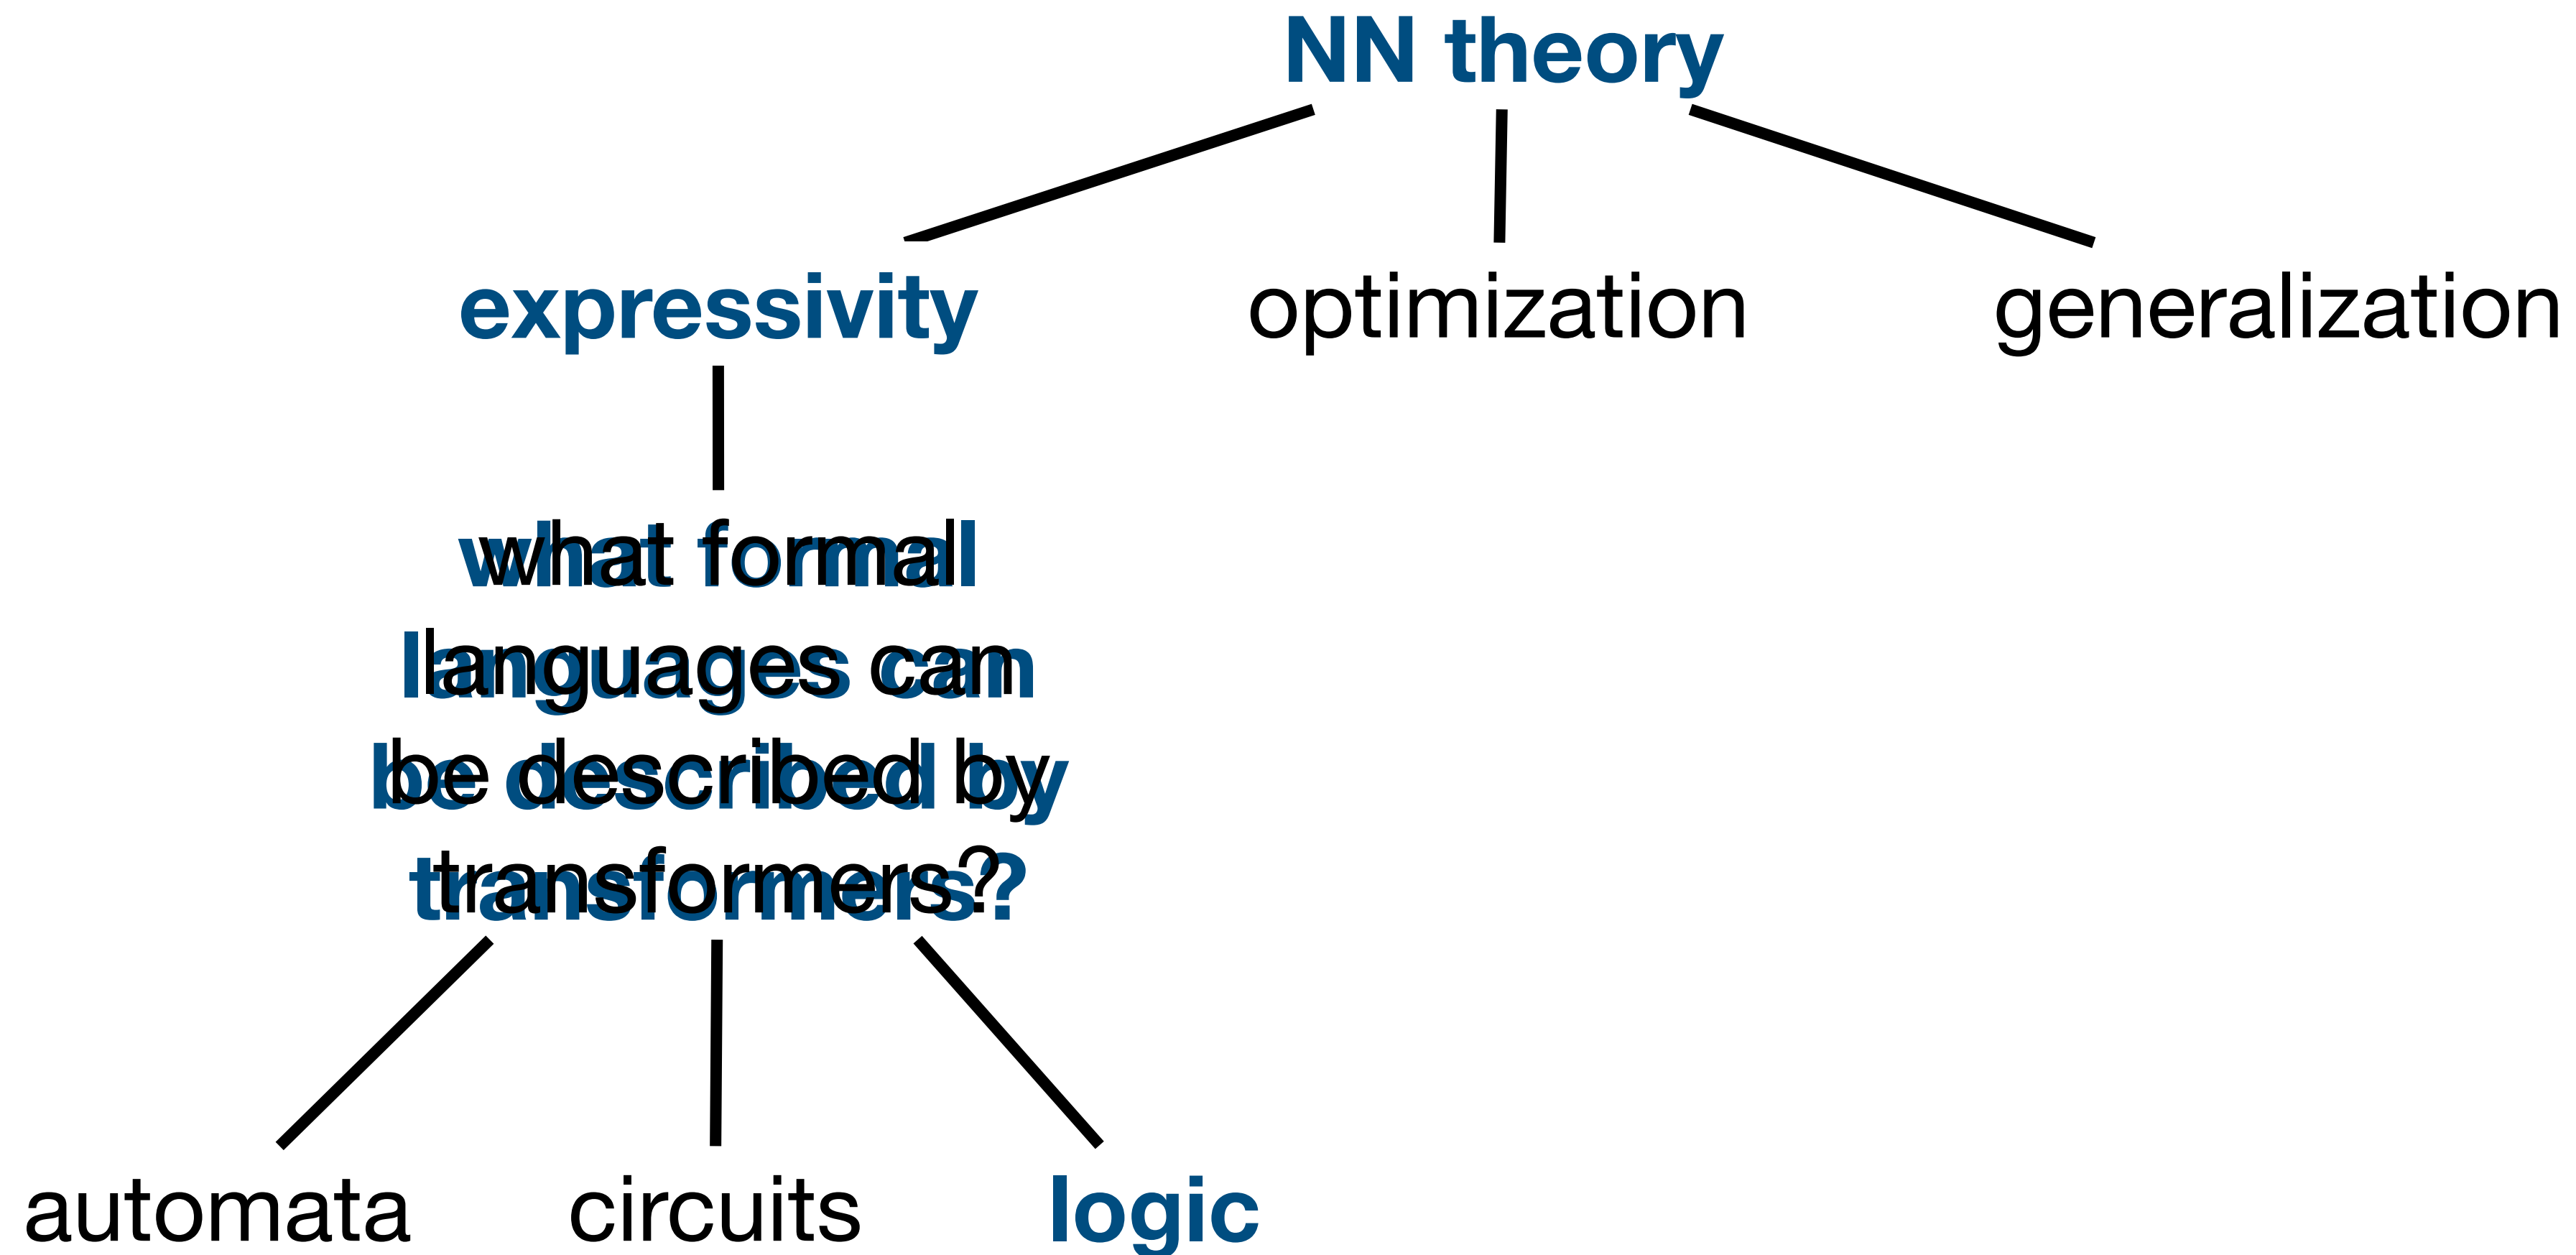 NN theory
expressivity optimization generalization
what formal
languages can
be described by
transformers?
automata circuits logic